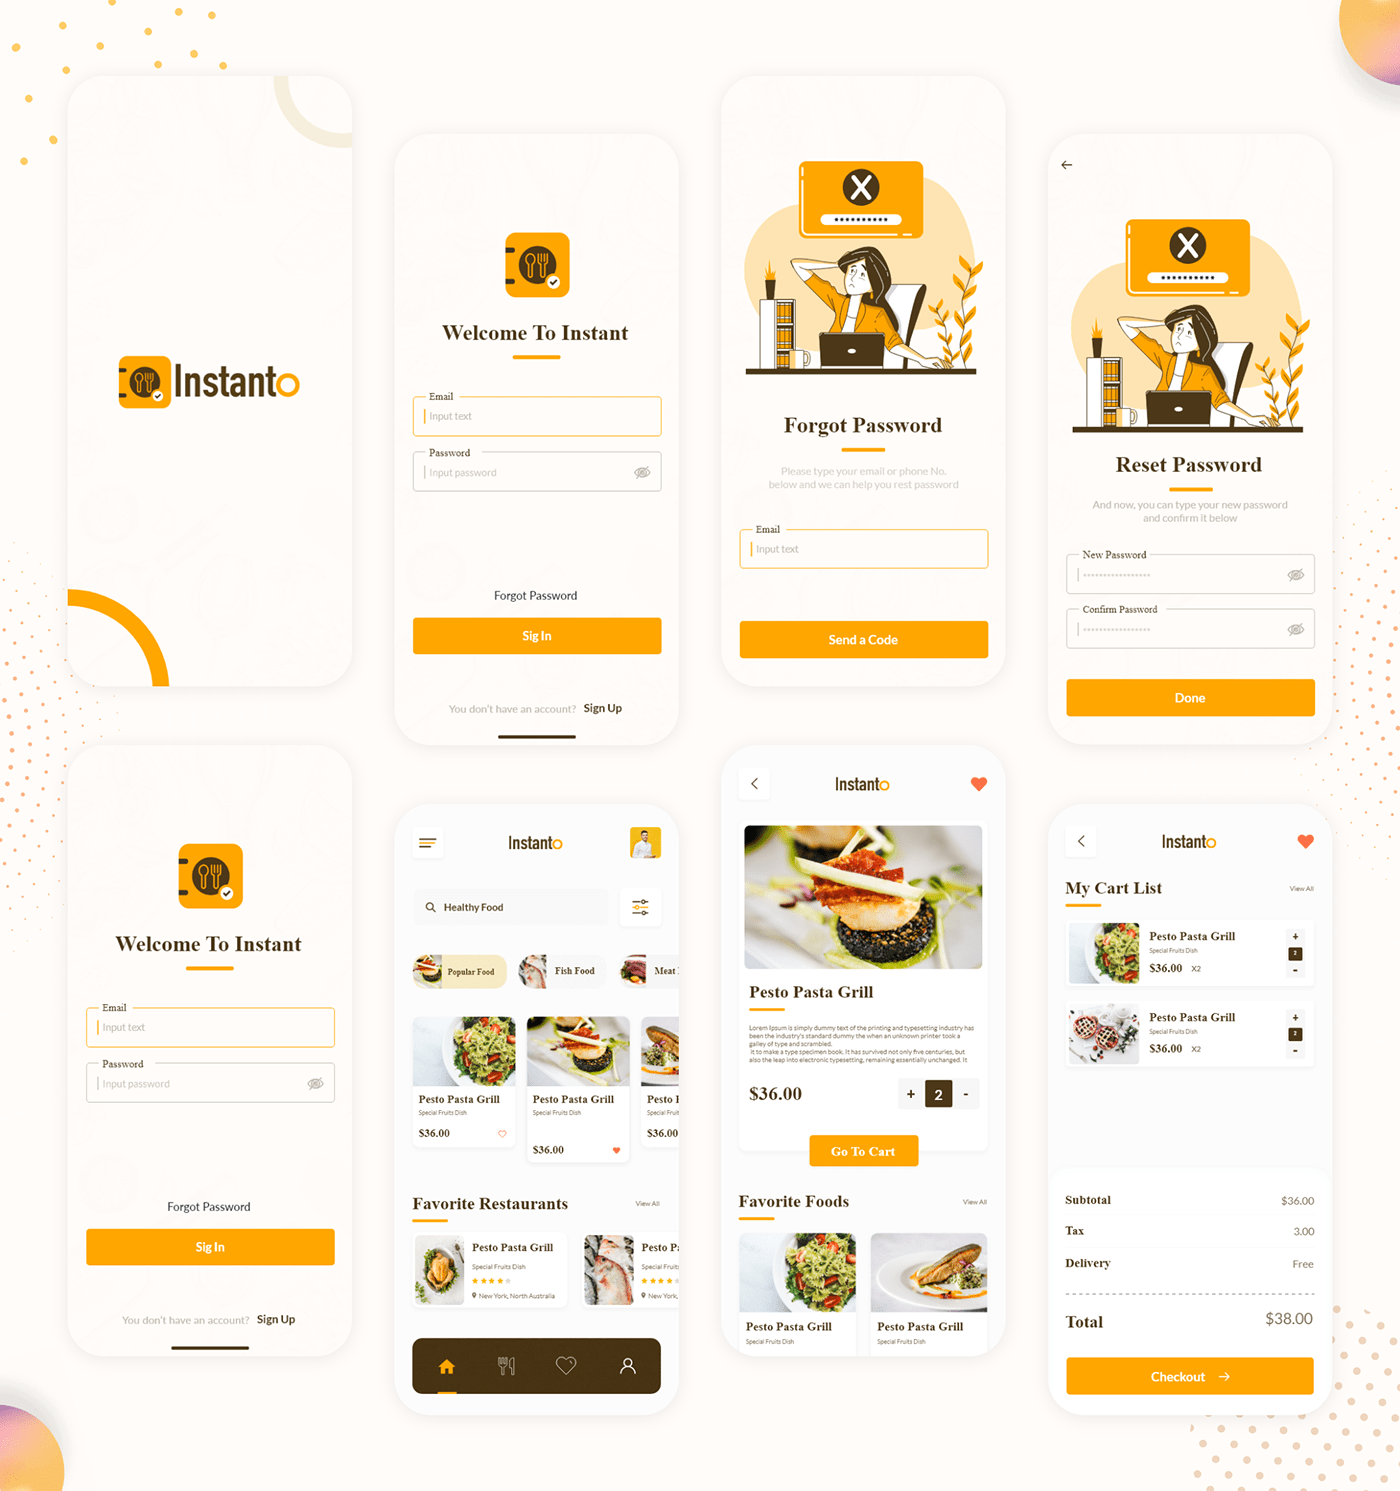 Instanto
Welcome To Instant
Email
Input text
Password
Input password
Forgot Password
Sig In
You don't have an account? Sign Up
X
Forgot Password
Please type your email or phone No.
below and we can help you rest password
Email
Input text
Send a Code
X
Reset Password
And now, you can type your new password
and confirm it below
New Password
Confirm Password
Done
Welcome To Instant
Email
Input text
Password
Input password
Forgot Password
Sig In
You don't have an account? Sign Up
Instanto
Healthy Food
Popular Food
Fish Food
Meat
Pesto Pasta Grill
Special Fruits Dish
$36.00
Pesto Pasta Grill
Special Fruits Dish
$36.00
Pesto
Special Fruits
$36.00
Favorite Restaurants
View All
Pesto Pasta Grill
Special Fruits Dish
New York, North Australia
Pesto Pa
Special Fruits
New York,
Instanto
Pesto Pasta Grill
Lorem Ipsum is simply dummy text of the printing and typesetting industry has
been the industry's standard dummy the when an unknown printer took a
galley of type and scrambled.
It to make a type specimen book. It has survived not only five centuries, but
also the leap into electronic typesetting, remaining essentially unchanged. It
$36.00
+ 2 -
Go To Cart
Favorite Foods
View All
Pesto Pasta Grill
Special Fruits Dish
Pesto Pasta Grill
Special Fruits Dish
Instanto
My Cart List
View All
Pesto Pasta Grill
Special Fruits Dish
$36.00 X2
+
2
-
Pesto Pasta Grill
Special Fruits Dish
$36.00 X2
+
2
-
Subtotal $36.00
Tax 3.00
Delivery Free
Total $38.00
Checkout →